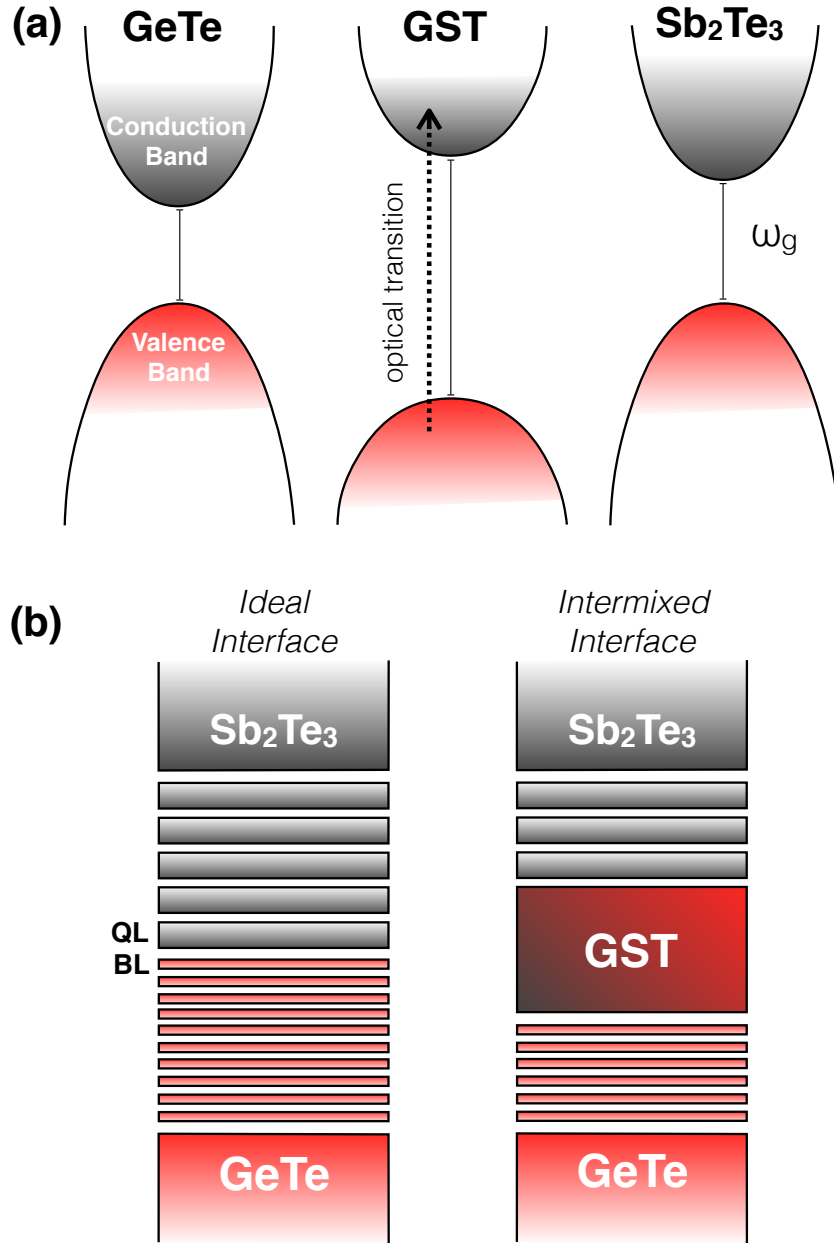 (a)
GeTe
GST
Sb₂Te₃
Conduction
Band
optical transition
ωg
Valence
Band
(b)
Ideal
Interface
Intermixed
Interface
Sb₂Te₃
Sb₂Te₃
QL
BL
GST
GeTe
GeTe